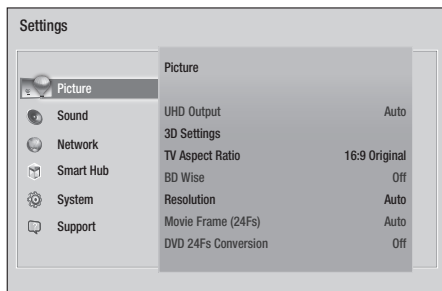 Settings
Picture
Sound
Network
Smart Hub
System
Support
Picture
UHD Output Auto
3D Settings
TV Aspect Ratio 16:9 Original
BD Wise Off
Resolution Auto
Movie Frame (24Fs) Auto
DVD 24Fs Conversion Off